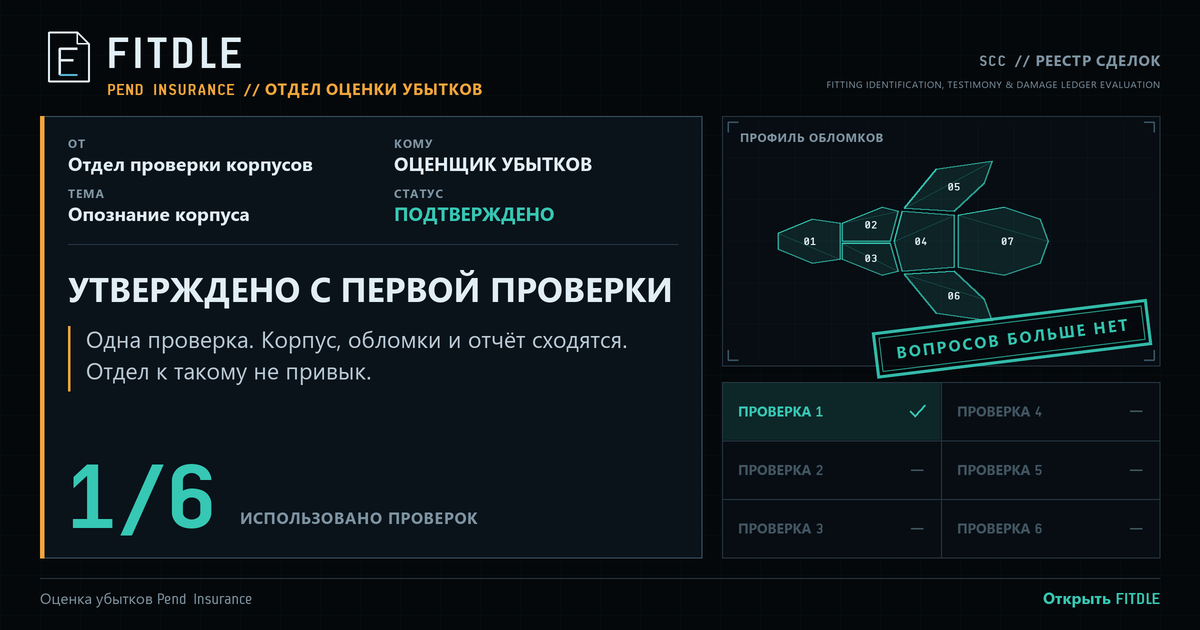 FITDLE
PEND INSURANCE // ОТДЕЛ ОЦЕНКИ УБЫТКОВ
SCC // РЕЕСТР СДЕЛОК
FITTING IDENTIFICATION, TESTIMONY & DAMAGE LEDGER EVALUATION
ОТ
Отдел проверки корпусов
КОМУ
ОЦЕНЩИК УБЫТКОВ
ТЕМА
Опознание корпуса
СТАТУС
ПОДТВЕРЖДЕНО
УТВЕРЖДЕНО С ПЕРВОЙ ПРОВЕРКИ
Одна проверка. Корпус, обломки и отчёт сходятся.
Отдел к такому не привык.
1/6 ИСПОЛЬЗОВАНО ПРОВЕРОК
ПРОФИЛЬ ОБЛОМКОВ
05
02
01
04
07
03
06
ВОПРОСОВ БОЛЬШЕ НЕТ
ПРОВЕРКА 1 ✓
ПРОВЕРКА 4 —
ПРОВЕРКА 2 —
ПРОВЕРКА 5 —
ПРОВЕРКА 3 —
ПРОВЕРКА 6 —
Оценка убытков Pend Insurance
Открыть FITDLE